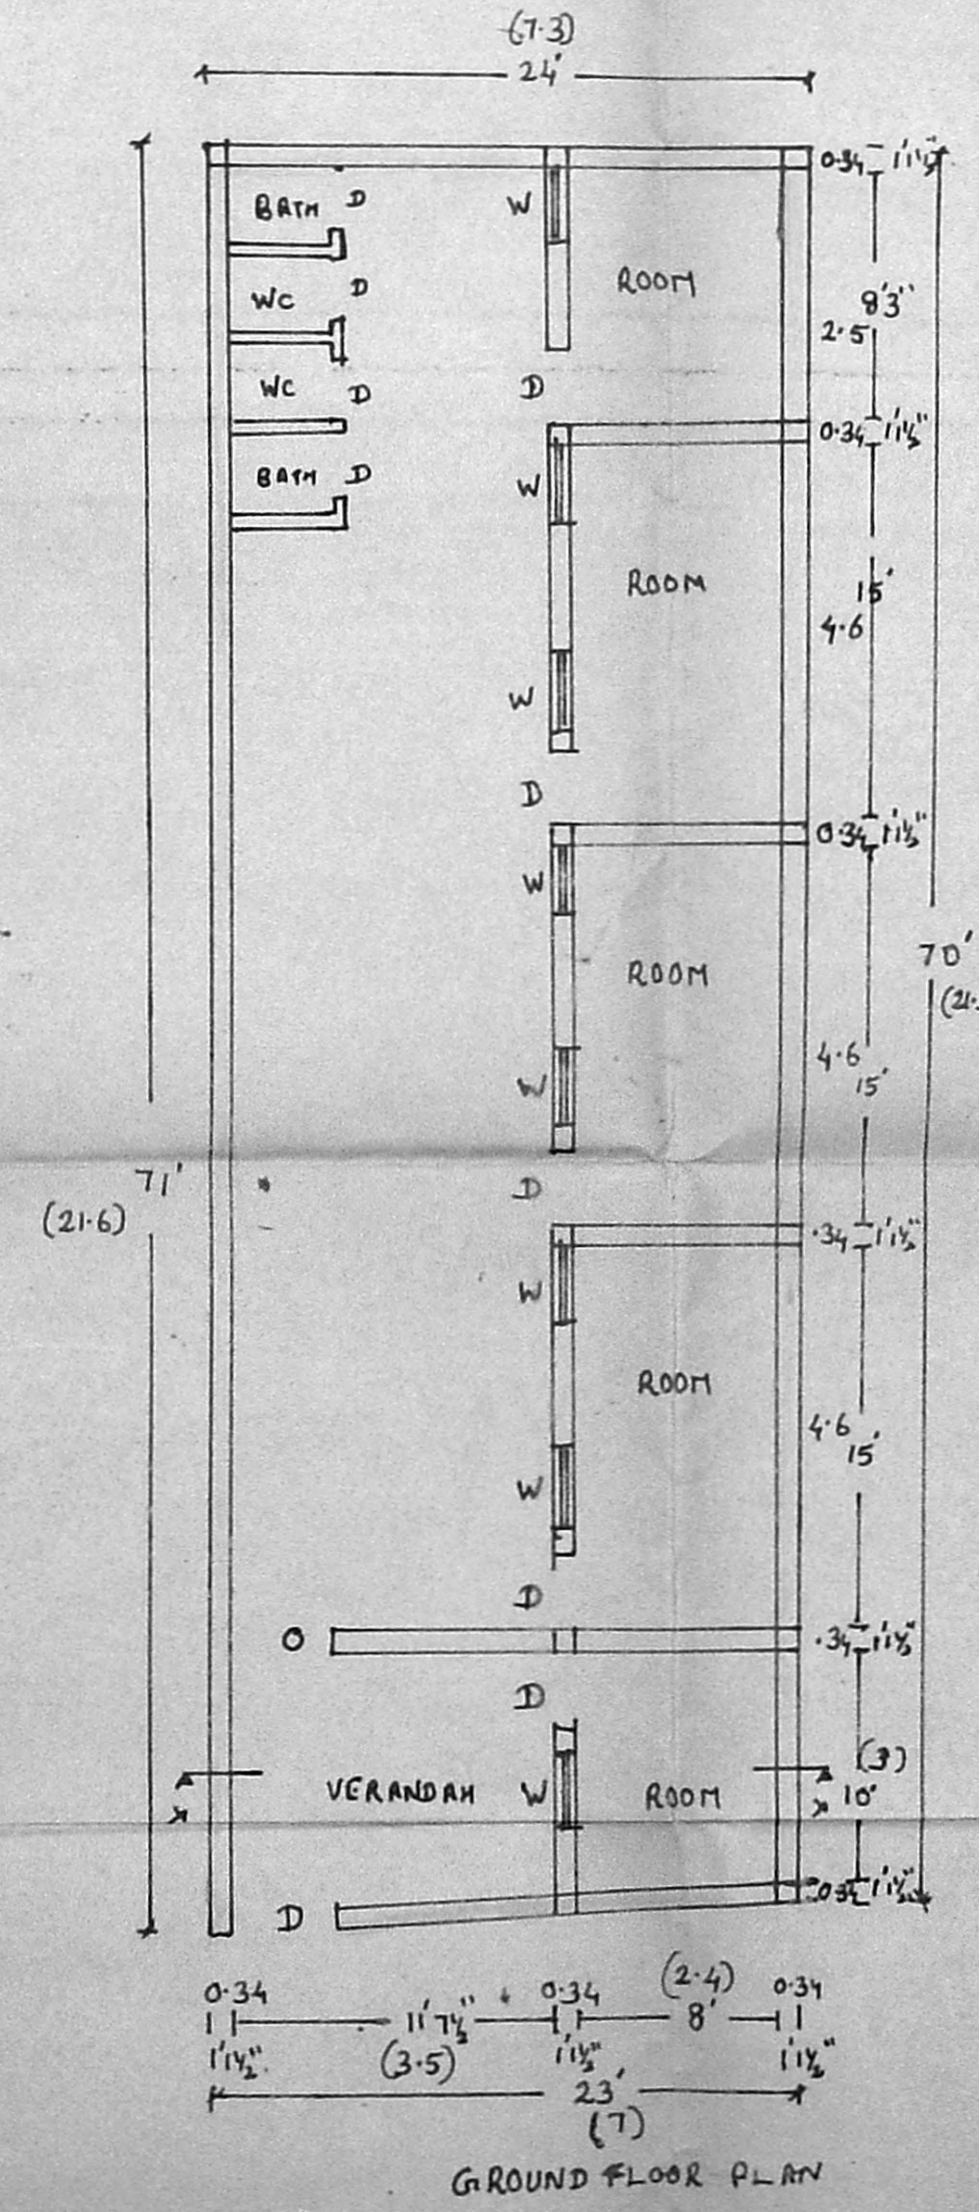 (7.3)
24'
0.34 1'1½"
BATH D
W
ROOM
WC D
8'3"
2.5
WC D
D
0.34 1'1½"
BATH D
W
ROOM
15'
4.6
W
D
0.34 1'1½"
W
70'
ROOM
4.6
15'
W
71'
(21.6)
D
.34 1'1½"
W
ROOM
4.6
15'
W
D
O
.34 1'1½"
D
(3)
VERANDAH W ROOM 10'
0.34 1'1½"
D
0.34 0.34 (2.4) 0.34
11'7½" 8'
1'1½" (3.5) 1'1½" 1'1½"
23'
(7)
GROUND FLOOR PLAN